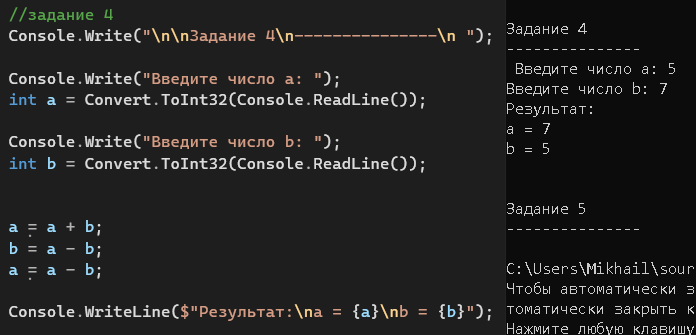 //задание 4
Console.Write("\n\nЗадание 4\n---------------\n ");
Console.Write("Введите число a: ");
int a = Convert.ToInt32(Console.ReadLine());
Console.Write("Введите число b: ");
int b = Convert.ToInt32(Console.ReadLine());
a = a + b;
b = a - b;
a = a - b;
Console.WriteLine($"Результат:\na = {a}\nb = {b}");
Задание 4
---------------
Введите число a: 5
Введите число b: 7
Результат:
a = 7
b = 5
Задание 5
---------------
C:\Users\Mikhail\sour
Чтобы автоматически з
томатически закрыть к
Нажмите любую клавишу